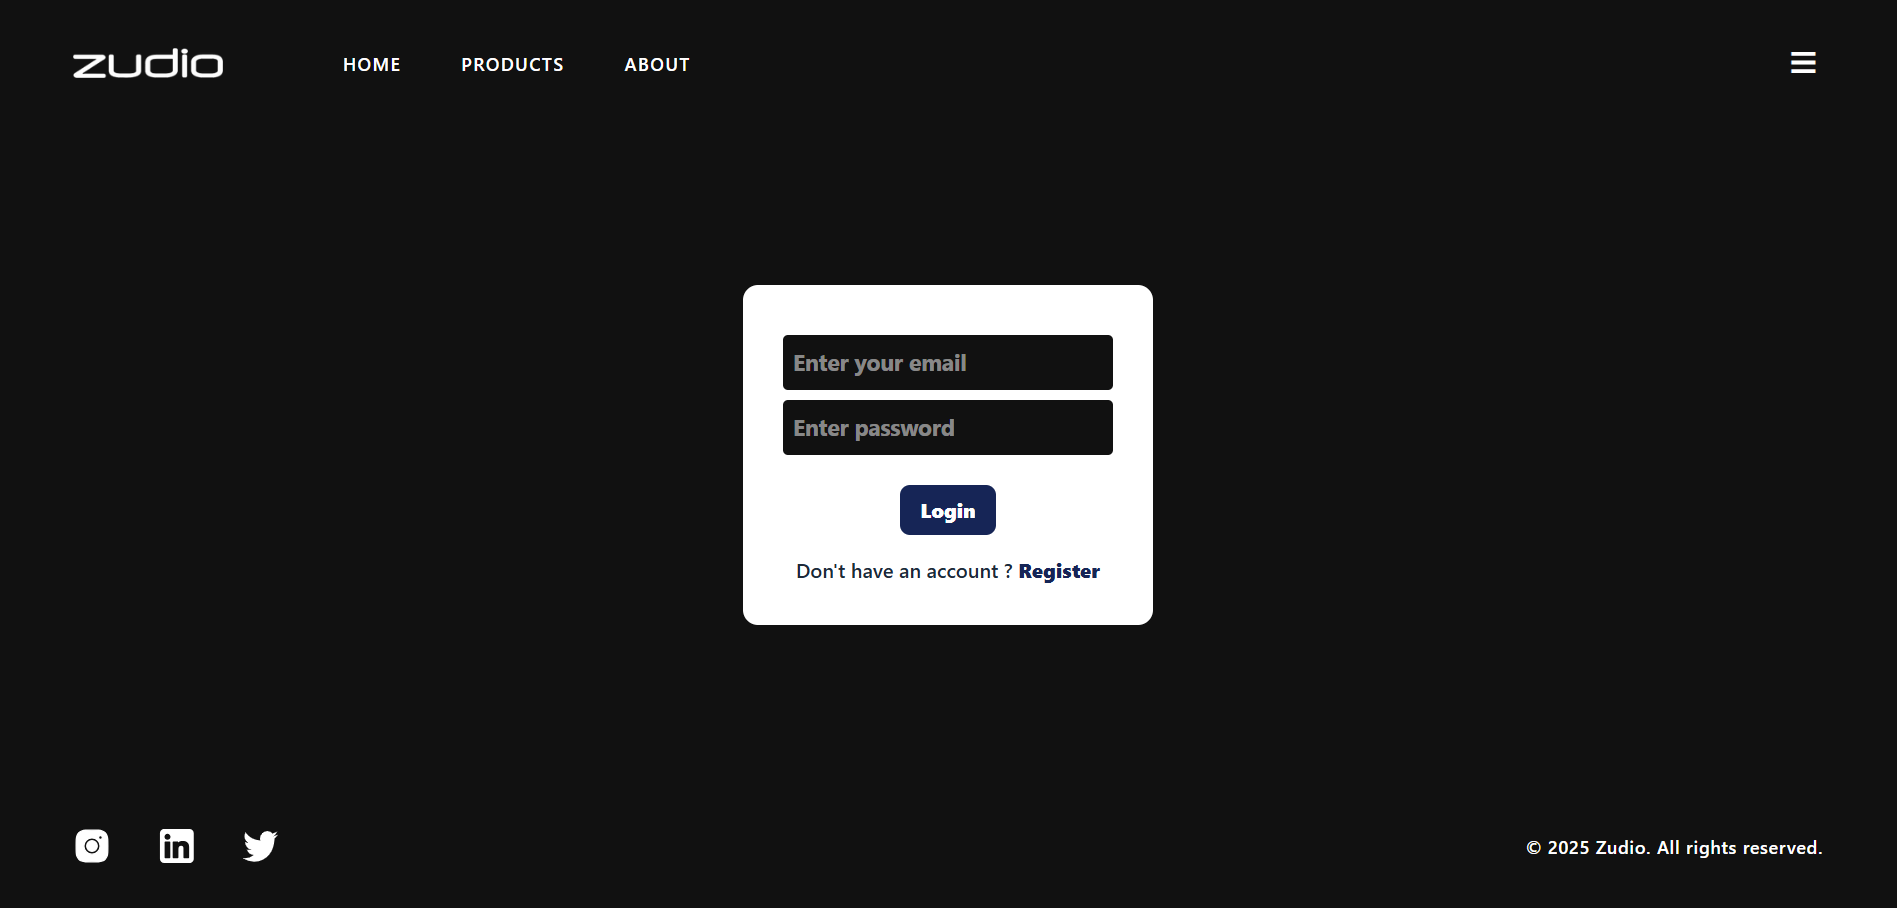 zudio
HOME PRODUCTS ABOUT
Enter your email
Enter password
Login
Don't have an account ? Register
in
© 2025 Zudio. All rights reserved.